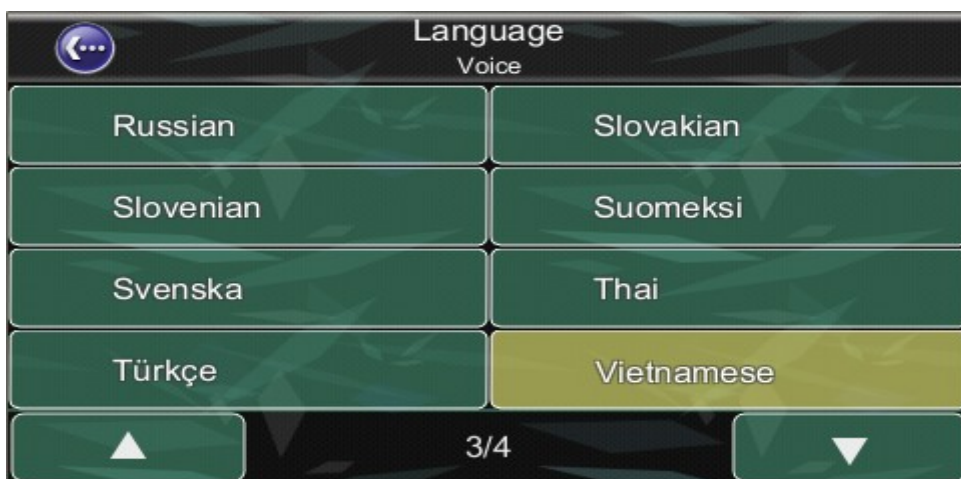 Language
Voice
Russian
Slovakian
Slovenian
Suomeksi
Svenska
Thai
Türkçe
Vietnamese
3/4